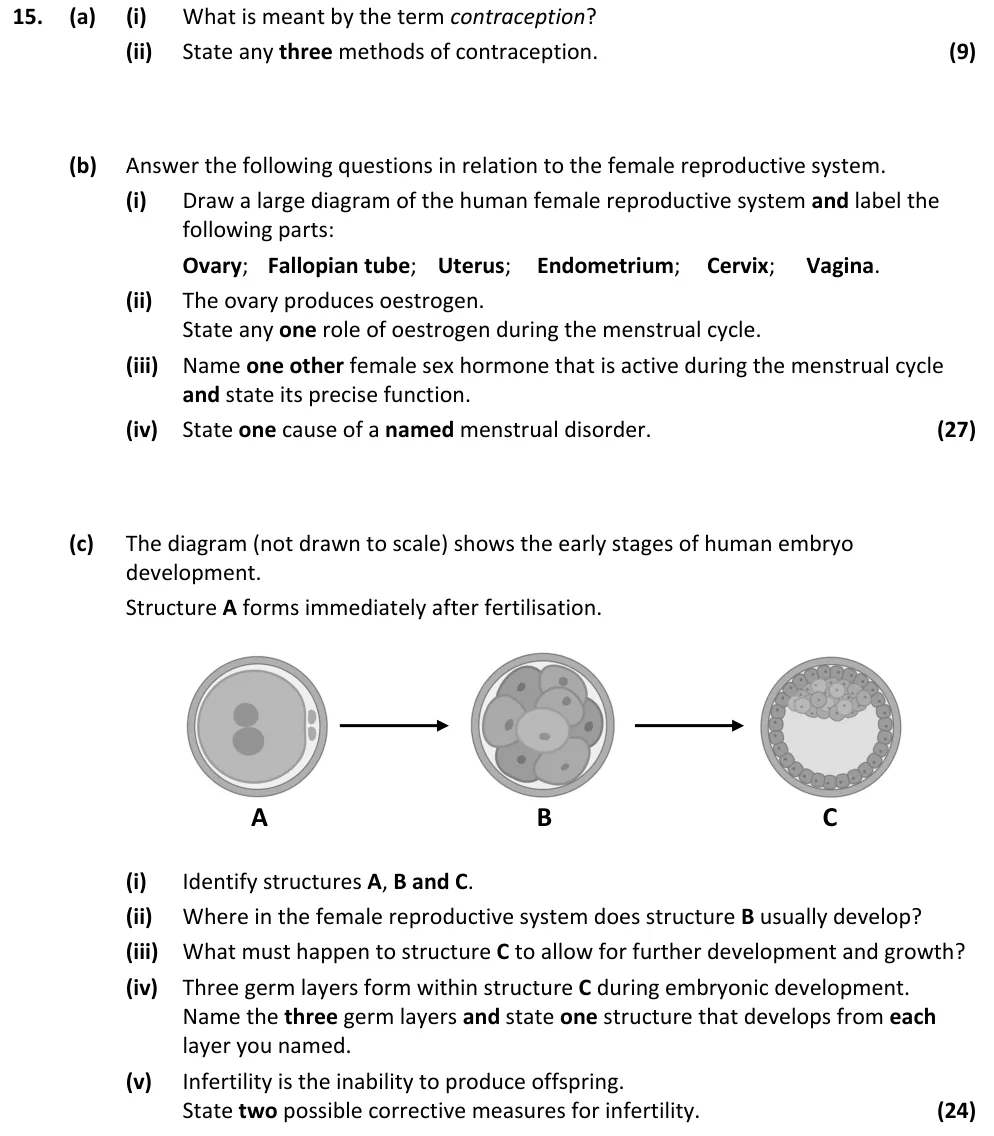 15. (a) (i) What is meant by the term contraception?
(ii) State any three methods of contraception. (9)
(b) Answer the following questions in relation to the female reproductive system.
(i) Draw a large diagram of the human female reproductive system and label the
following parts:
Ovary; Fallopian tube; Uterus; Endometrium; Cervix; Vagina.
(ii) The ovary produces oestrogen.
State any one role of oestrogen during the menstrual cycle.
(iii) Name one other female sex hormone that is active during the menstrual cycle
and state its precise function.
(iv) State one cause of a named menstrual disorder. (27)
(c) The diagram (not drawn to scale) shows the early stages of human embryo
development.
Structure A forms immediately after fertilisation.
A B C
(i) Identify structures A, B and C.
(ii) Where in the female reproductive system does structure B usually develop?
(iii) What must happen to structure C to allow for further development and growth?
(iv) Three germ layers form within structure C during embryonic development.
Name the three germ layers and state one structure that develops from each
layer you named.
(v) Infertility is the inability to produce offspring.
State two possible corrective measures for infertility. (24)